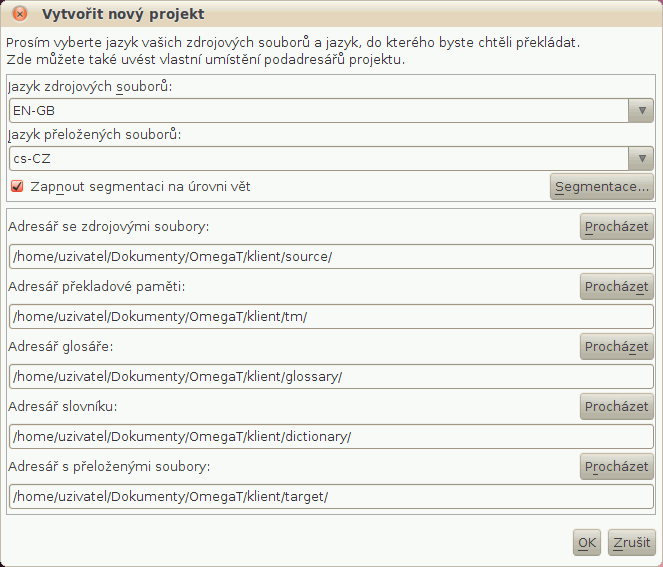 Vytvořit nový projekt
Prosím vyberte jazyk vašich zdrojových souborů a jazyk, do kterého byste chtěli překládat.
Zde můžete také uvést vlastní umístění podadresářů projektu.
Jazyk zdrojových souborů:
EN-GB
Jazyk přeložených souborů:
cs-CZ
Zapnout segmentaci na úrovni vět
Segmentace...
Adresář se zdrojovými soubory:
Procházet
/home/uzivatel/Dokumenty/OmegaT/klient/source/
Adresář překladové paměti:
Procházet
/home/uzivatel/Dokumenty/OmegaT/klient/tm/
Adresář glosáře:
Procházet
/home/uzivatel/Dokumenty/OmegaT/klient/glossary/
Adresář slovníku:
Procházet
/home/uzivatel/Dokumenty/OmegaT/klient/dictionary/
Adresář s přeloženými soubory:
Procházet
/home/uzivatel/Dokumenty/OmegaT/klient/target/
OK
Zrušit